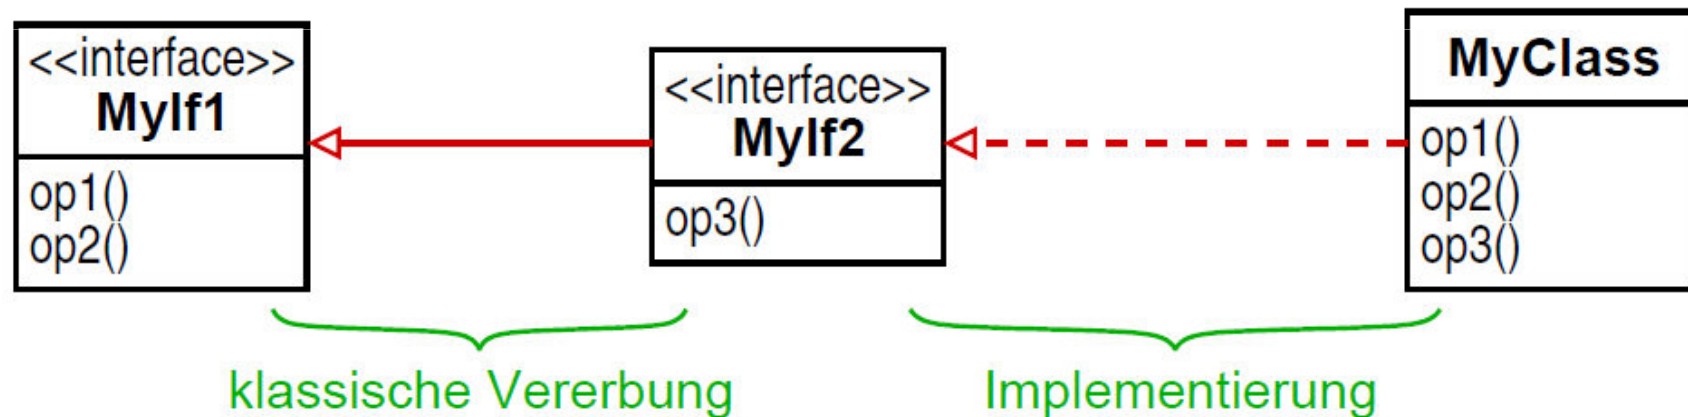 <<interface>>
MyIf1
op1()
op2()
<<interface>>
MyIf2
op3()
MyClass
op1()
op2()
op3()
klassische Vererbung
Implementierung